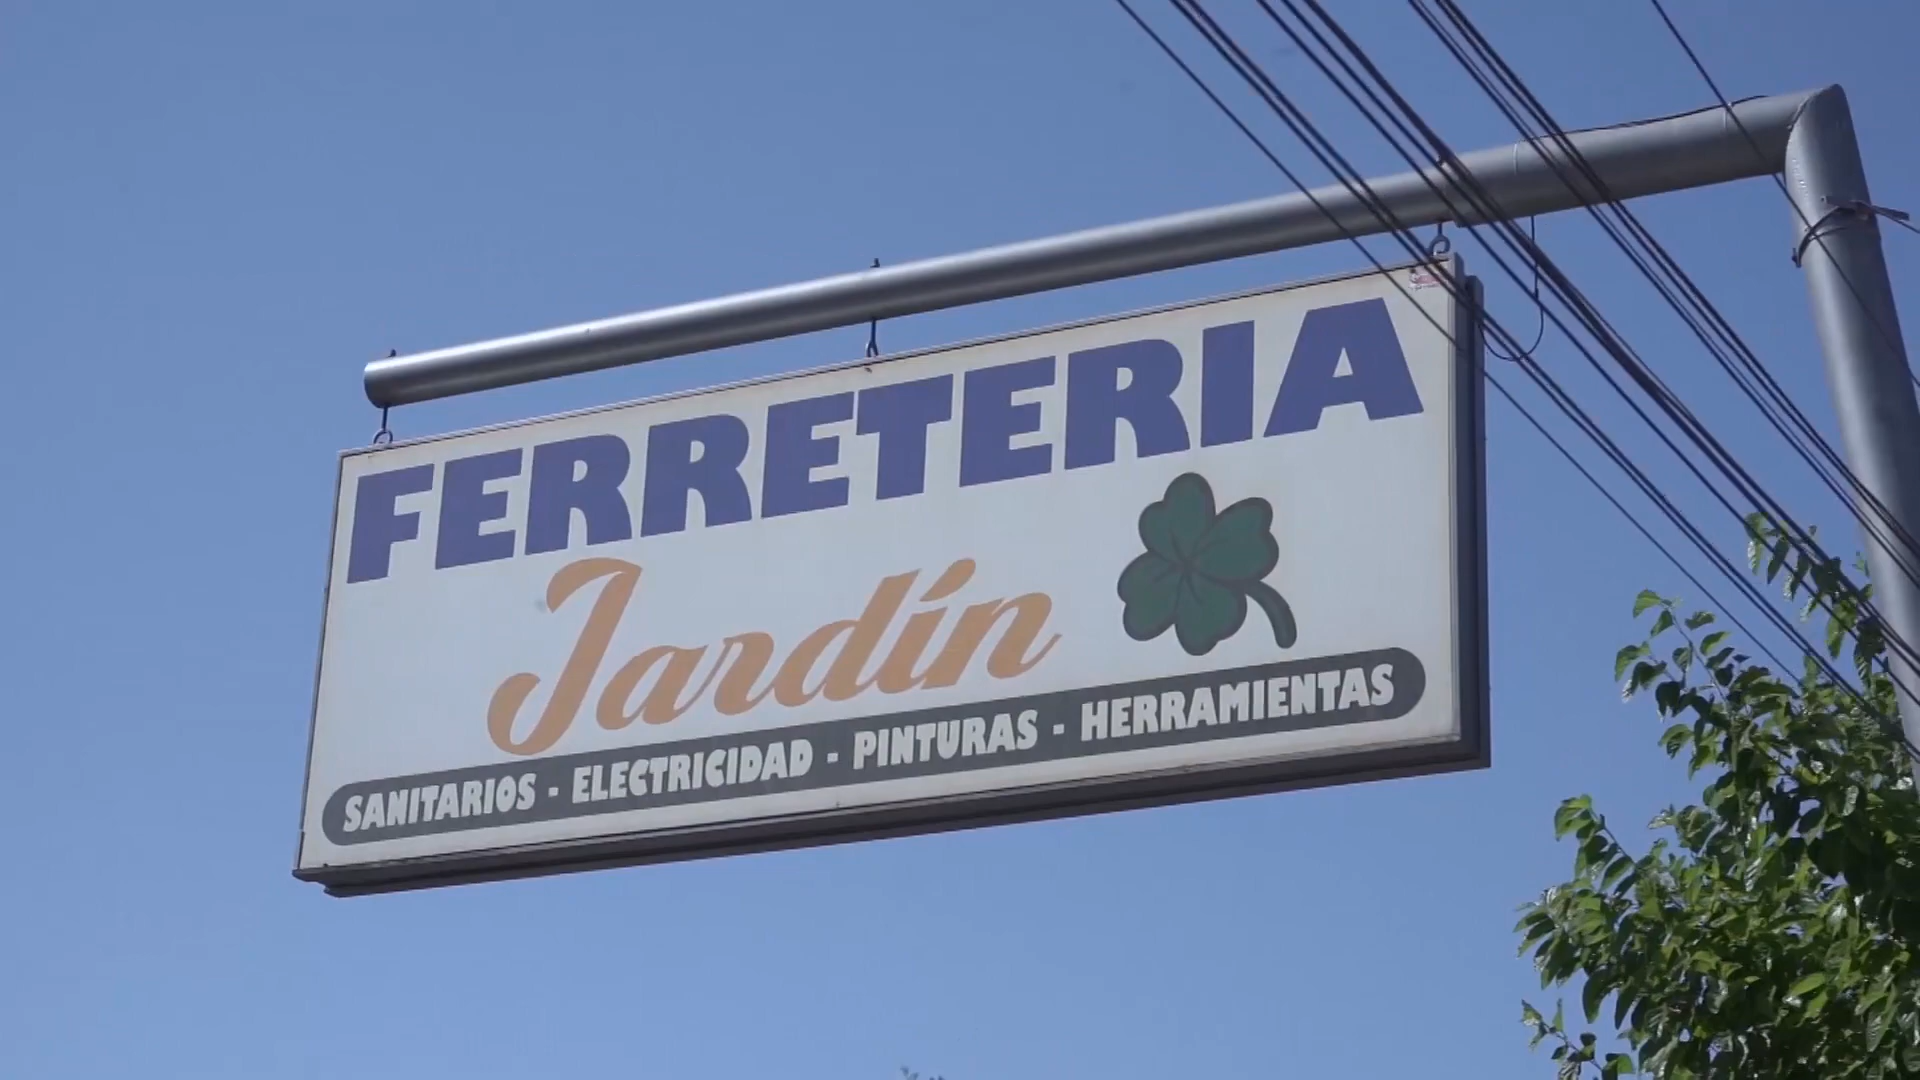 FERRETERIA
Jardín
SANITARIOS - ELECTRICIDAD - PINTURAS - HERRAMIENTAS